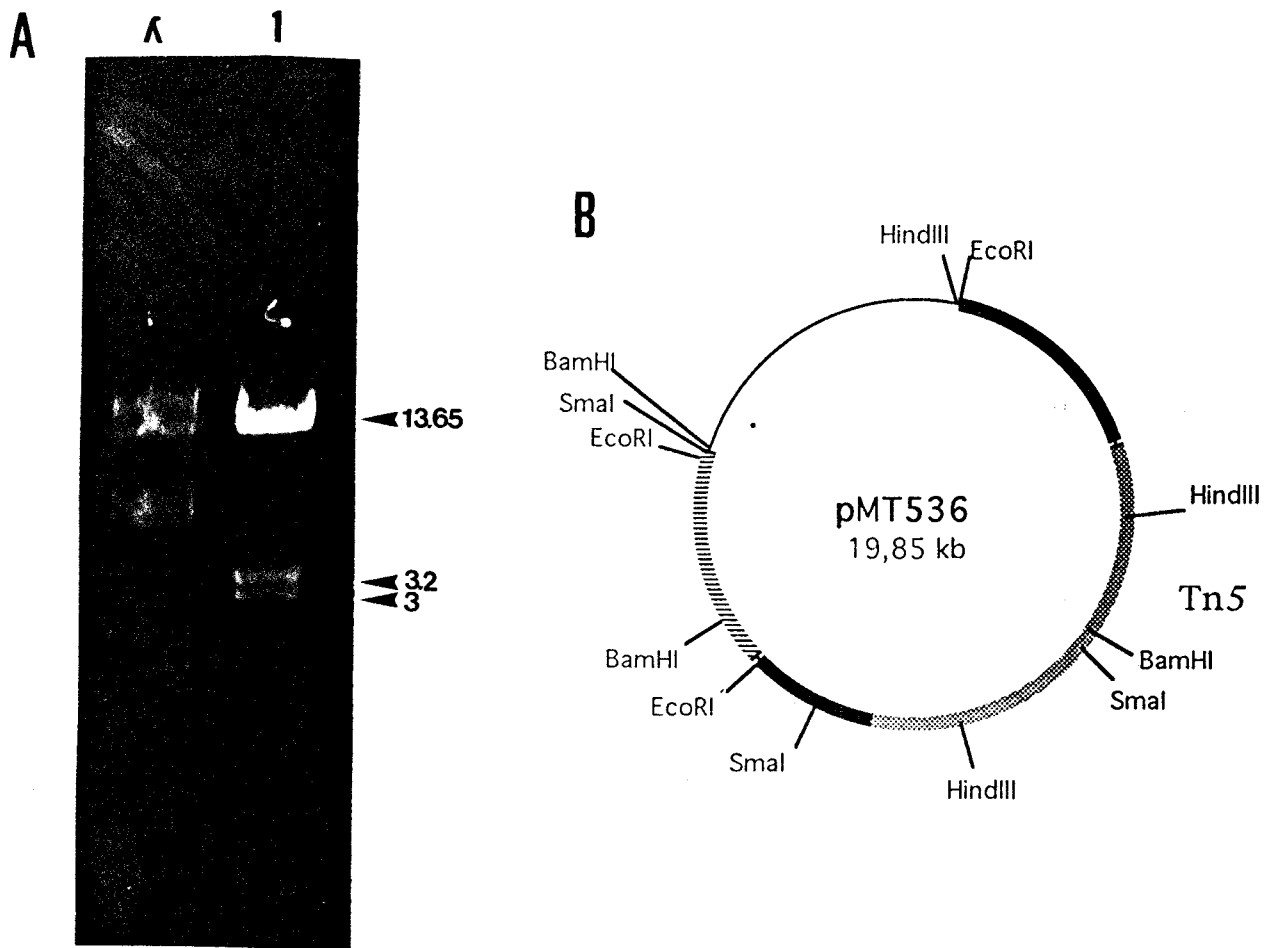 A
λ 1
13.65
3.2
3
B
HindIII
EcoRI
BamHI
SmaI
EcoRI
pMT536
19,85 kb
HindIII
Tn5
BamHI
SmaI
BamHI
EcoRI
SmaI
HindIII